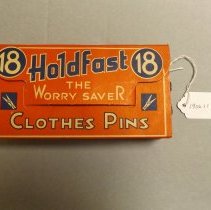 18 Holdfast 18
THE
WORRY SAVER
CLOTHES PINS